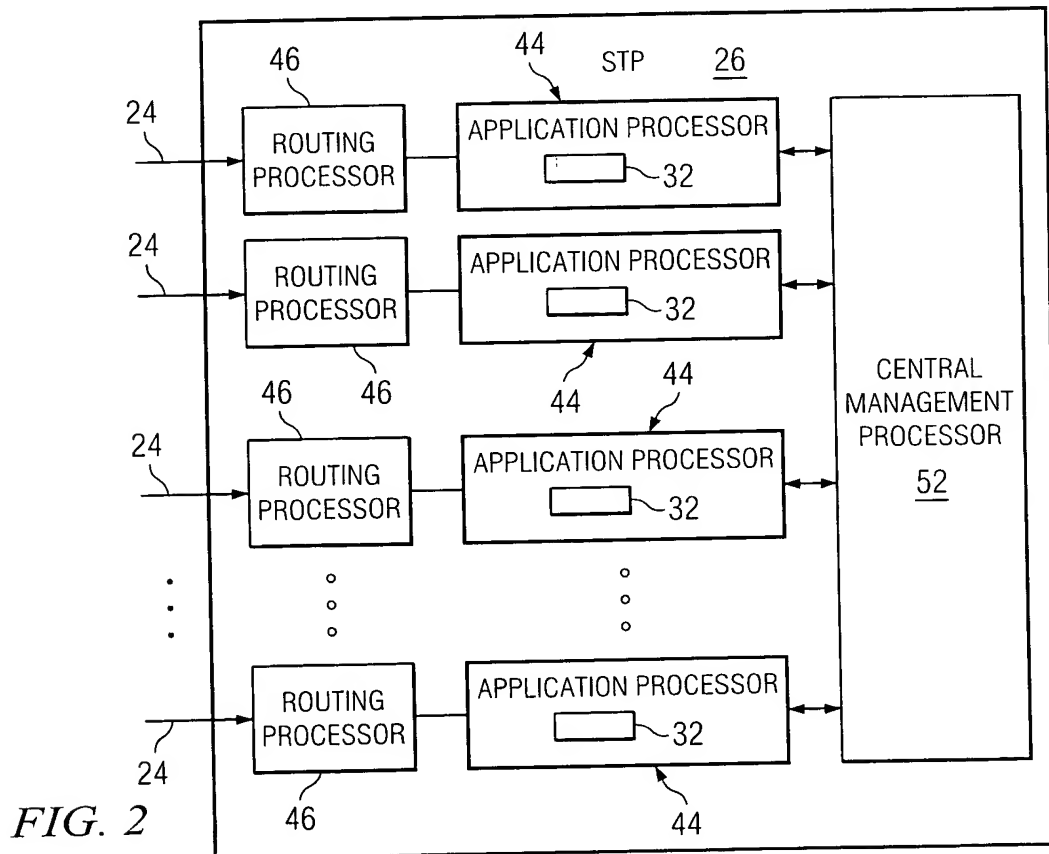 44
STP 26
46
24
ROUTING
PROCESSOR
APPLICATION PROCESSOR
32
24
ROUTING
PROCESSOR
APPLICATION PROCESSOR
32
46
44
CENTRAL
MANAGEMENT
PROCESSOR
52
46
44
24
ROUTING
PROCESSOR
APPLICATION PROCESSOR
32
24
ROUTING
PROCESSOR
APPLICATION PROCESSOR
32
46
44
FIG. 2